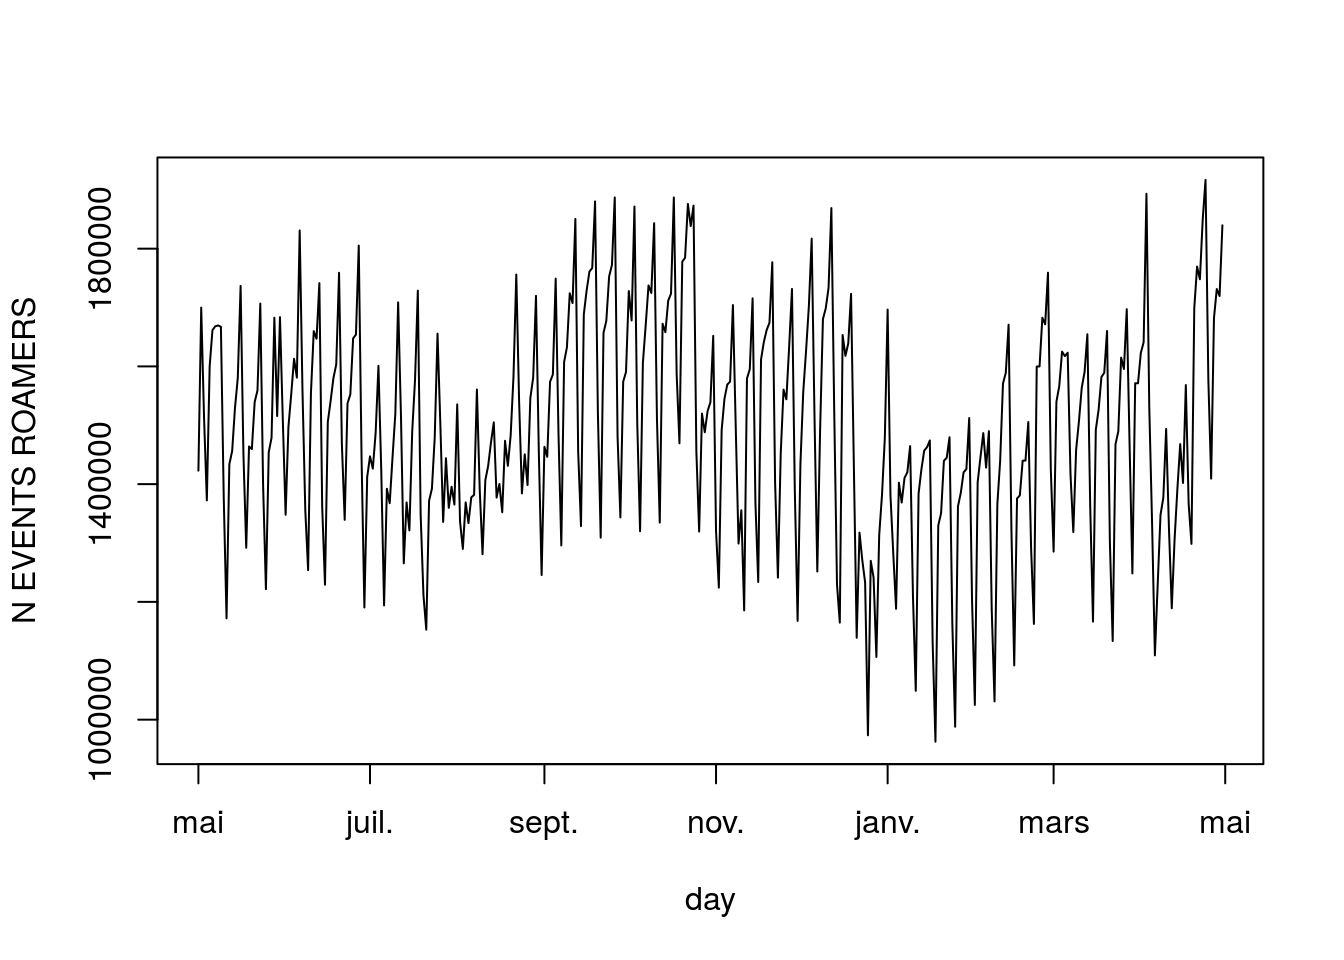 N EVENTS ROAMERS
1800000
1400000
1000000
mai juil. sept. nov. janv. mars mai
day